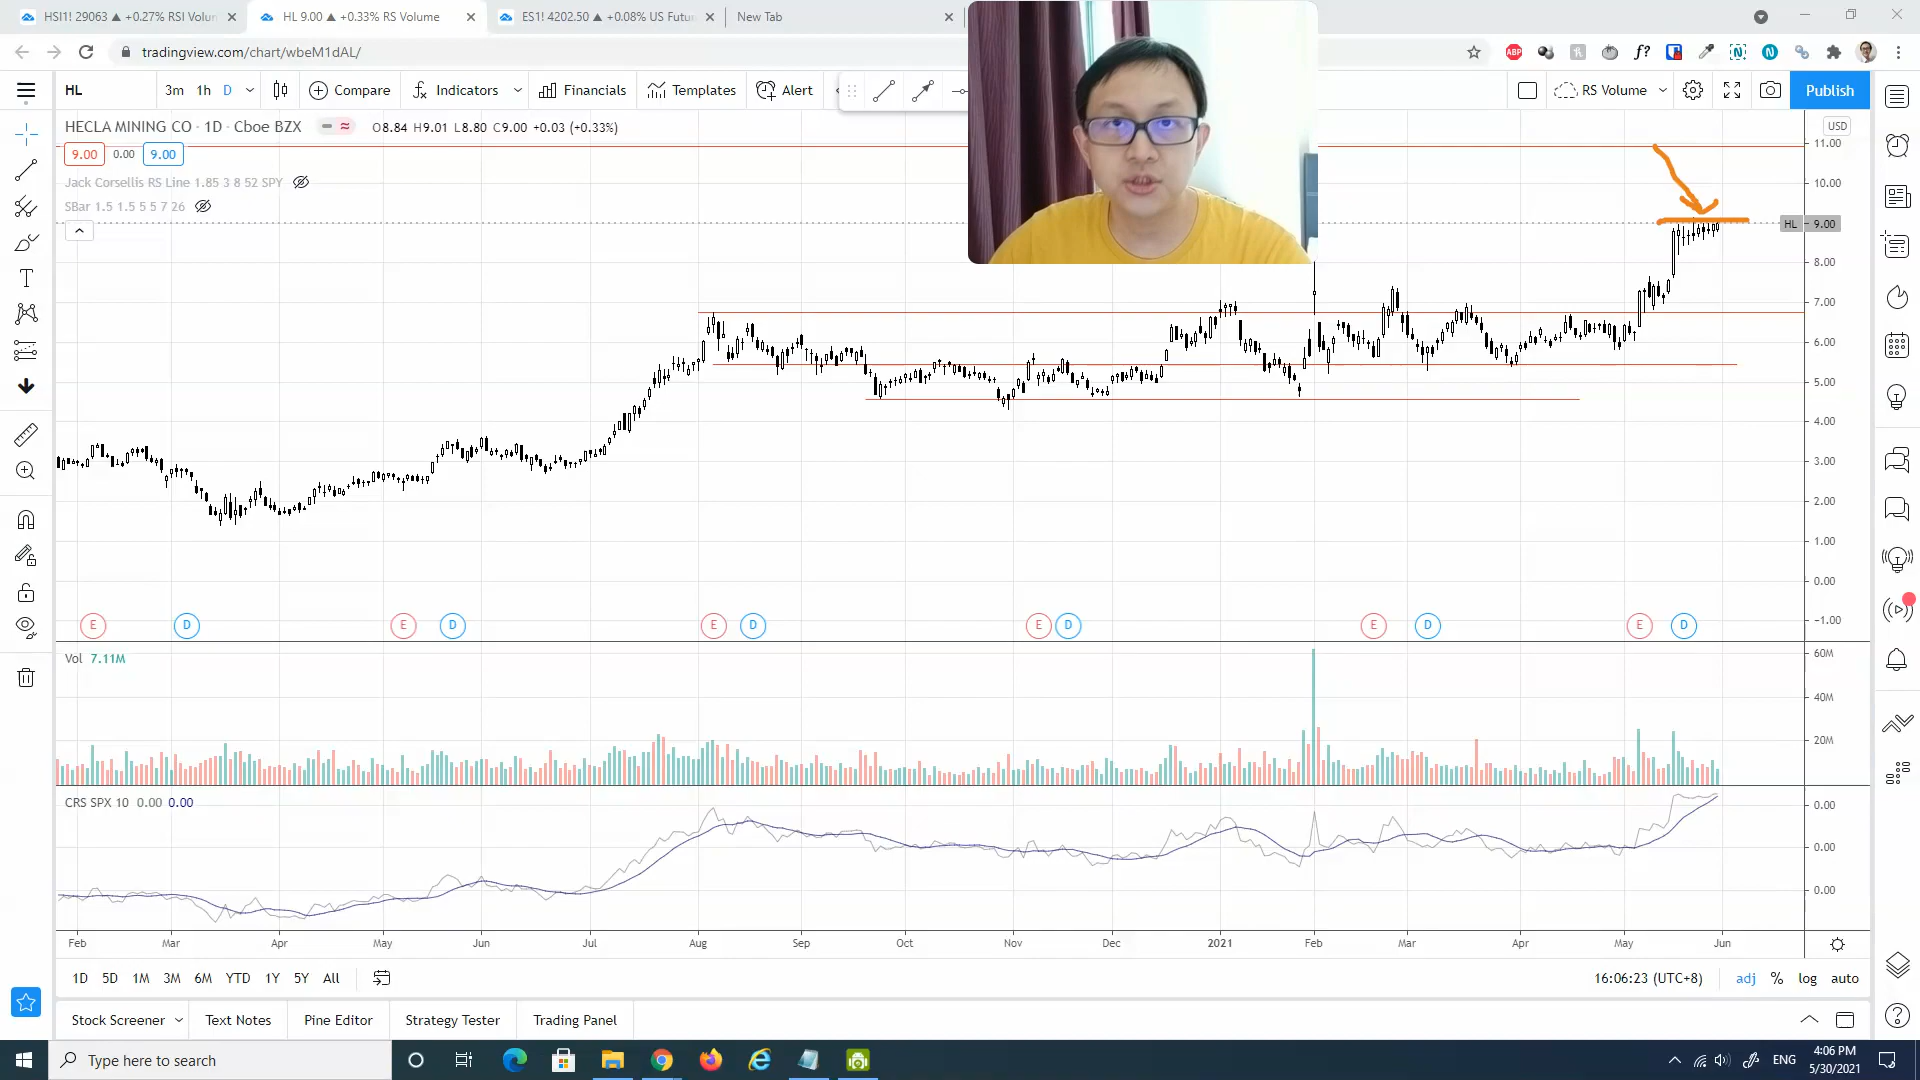 HSI1! 29063 ▲ +0.27% RSI Volun
HL 9.00 ▲ +0.33% RS Volume
ES1! 4202.50 ▲ +0.08% US Futu
New Tab
tradingview.com/chart/wbeM1dAL/
ABP
f?
HL
3m 1h D
Compare
Indicators
Financials
Templates
Alert
RS Volume
Publish
HECLA MINING CO · 1D · Cboe BZX
O8.84 H9.01 L8.80 C9.00 +0.03 (+0.33%)
9.00 0.00 9.00
Jack Corsellis RS Line 1.85 3 8 52 SPY
SBar 1.5 1.5 5 5 7 26
USD
11.00
10.00
HL 9.00
8.00
7.00
6.00
5.00
4.00
3.00
2.00
1.00
0.00
-1.00
E D E D E D E D E D E D
Vol 7.11M
60M
40M
20M
CRS SPX 10 0.00 0.00
0.00
0.00
0.00
Feb Mar Apr May Jun Jul Aug Sep Oct Nov Dec 2021 Feb Mar Apr May Jun
1D 5D 1M 3M 6M YTD 1Y 5Y All
16:06:23 (UTC+8)
adj % log auto
Stock Screener
Text Notes
Pine Editor
Strategy Tester
Trading Panel
Type here to search
ENG
4:06 PM
5/30/2021